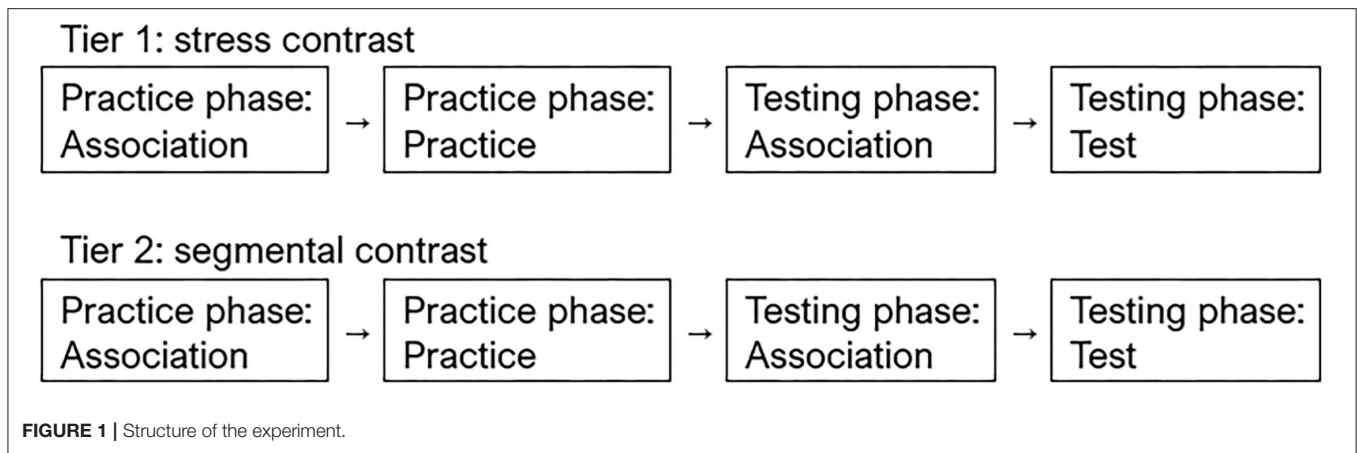 Tier 1: stress contrast
Practice phase:
Association
→
Practice phase:
Practice
→
Testing phase:
Association
→
Testing phase:
Test
Tier 2: segmental contrast
Practice phase:
Association
→
Practice phase:
Practice
→
Testing phase:
Association
→
Testing phase:
Test
FIGURE 1 | Structure of the experiment.